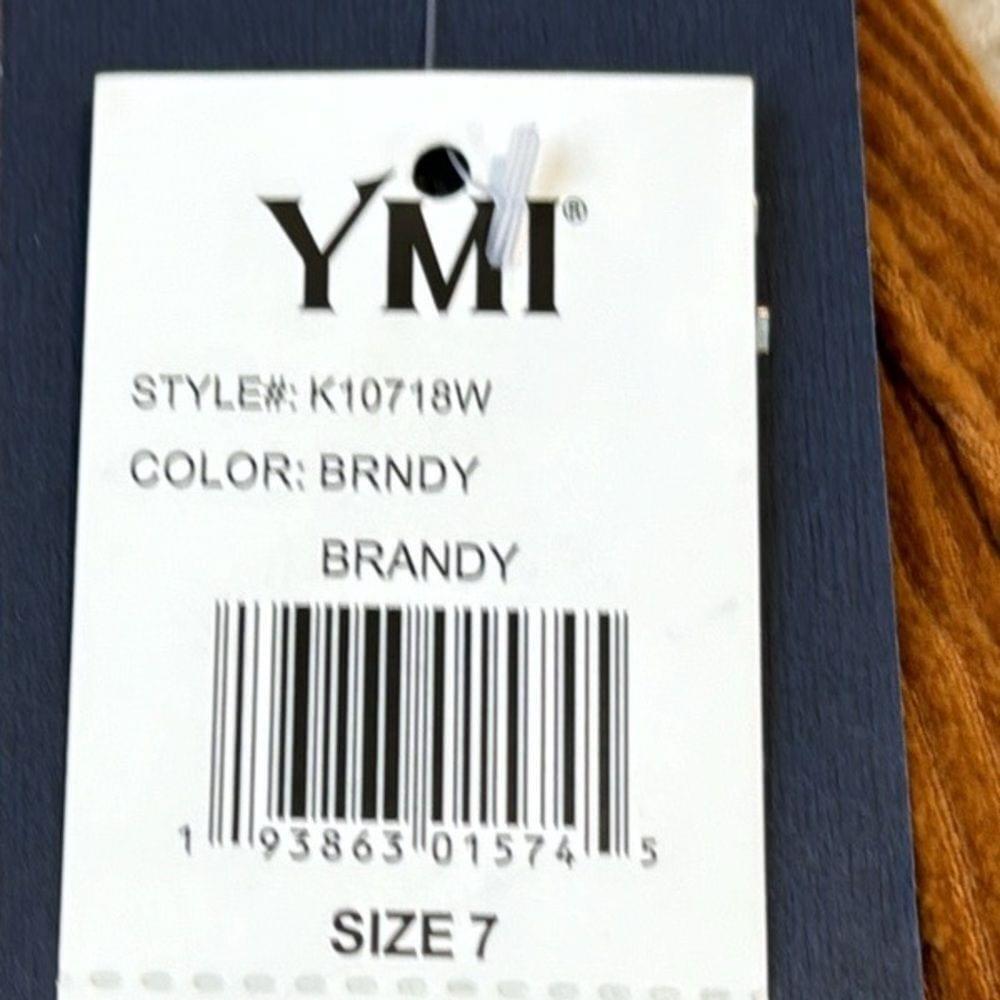 YMI®
STYLE#: K10718W
COLOR: BRNDY
BRANDY
1 93863 01574 5
SIZE 7